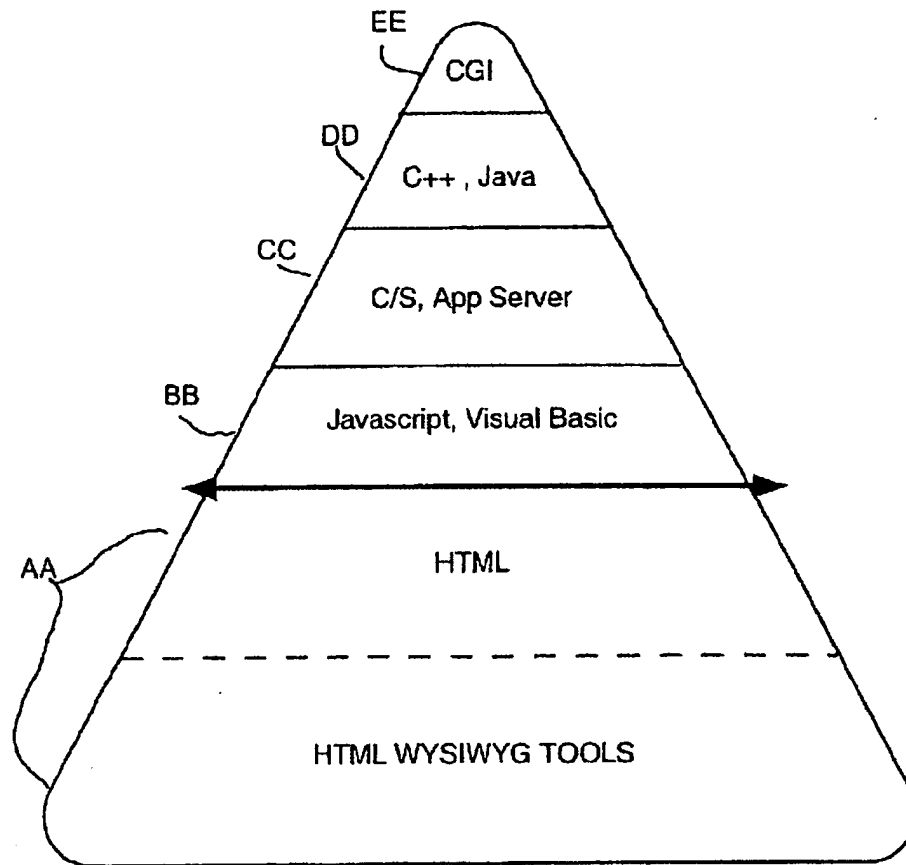 EE
CGI
DD
C++ , Java
CC
C/S, App Server
BB
Javascript, Visual Basic
AA
HTML
HTML WYSIWYG TOOLS